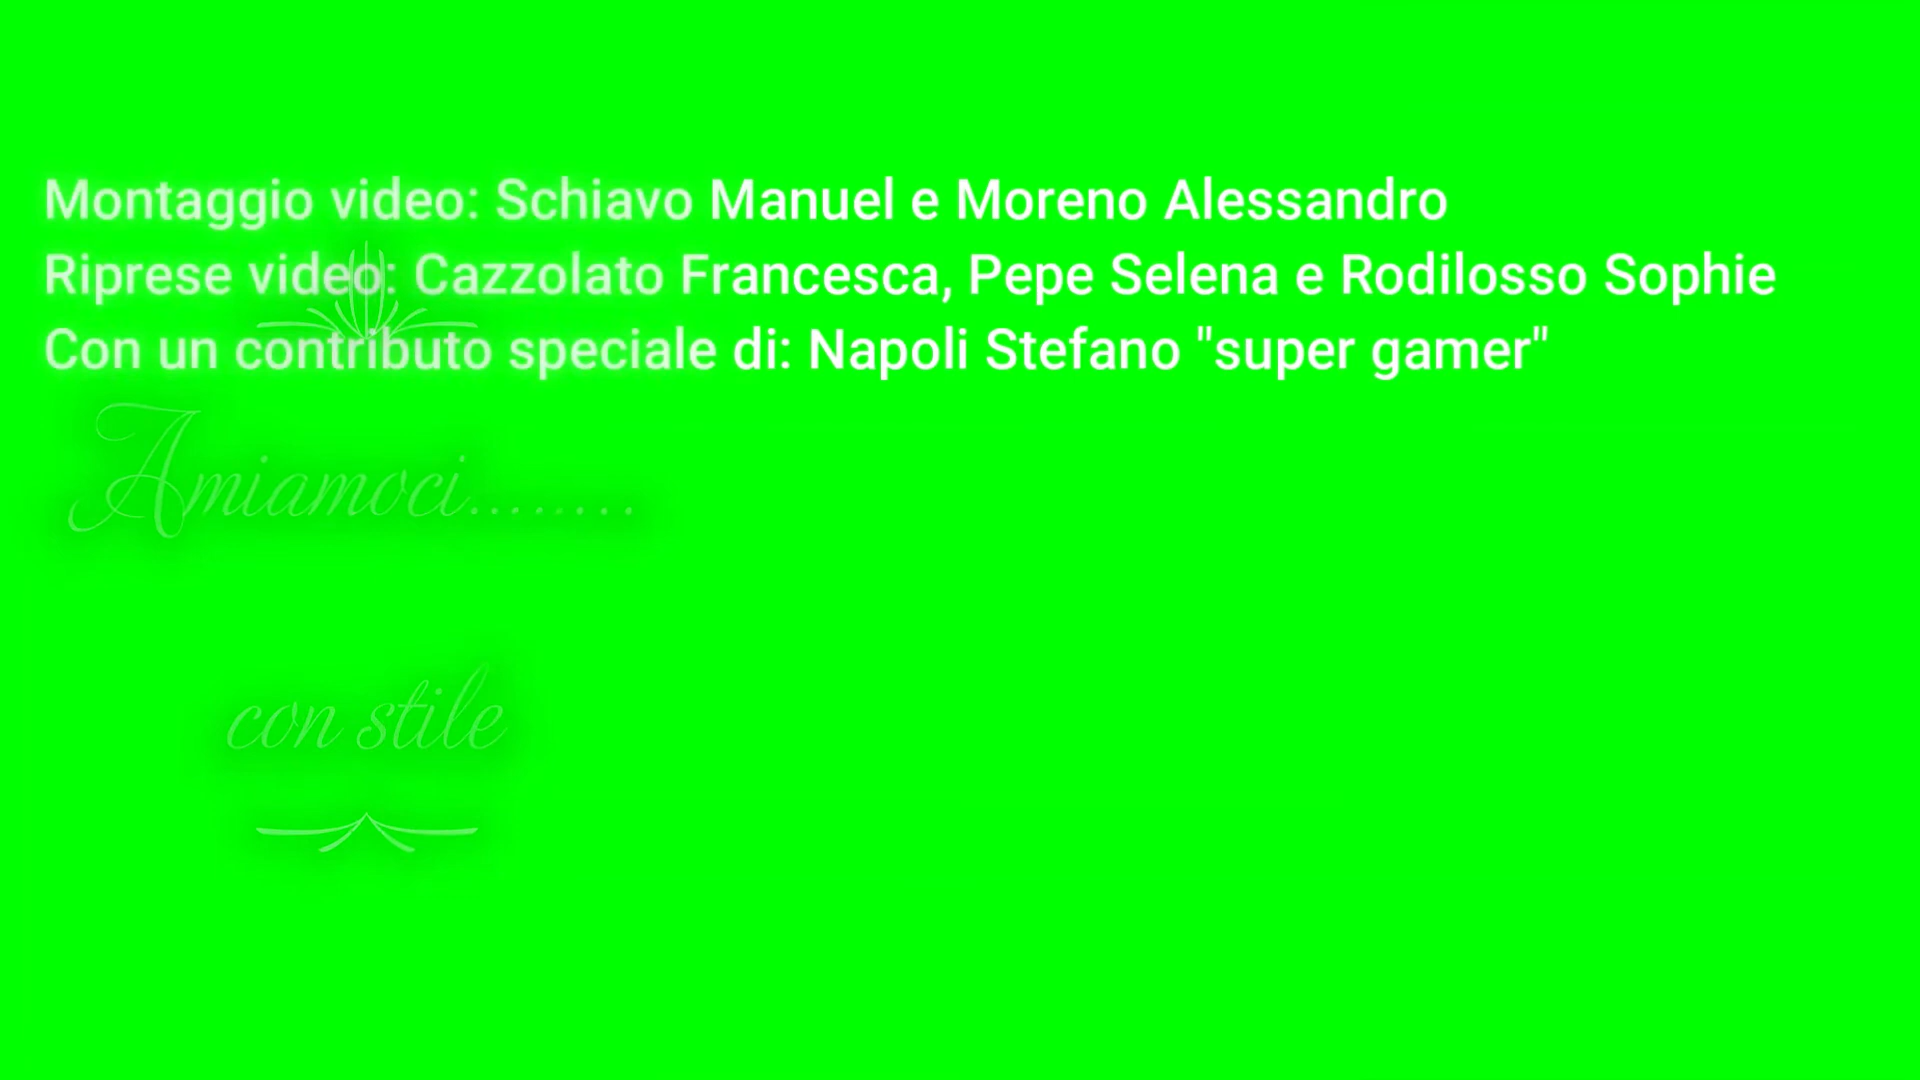 Montaggio video: Schiavo Manuel e Moreno Alessandro
Riprese video: Cazzolato Francesca, Pepe Selena e Rodilosso Sophie
Con un contributo speciale di: Napoli Stefano "super gamer"
Amiamoci........
con stile